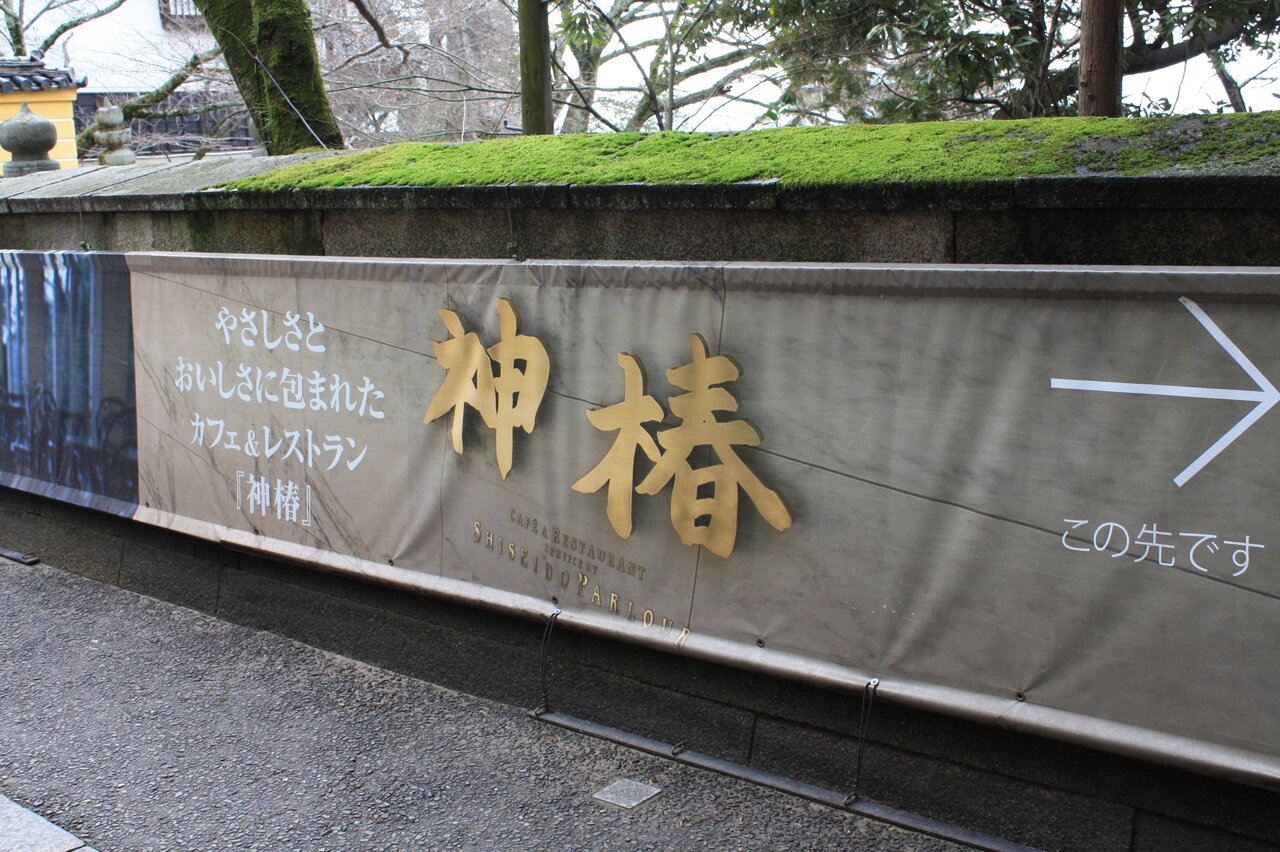 やさしさと
おいしさに包まれた
カフェ&レストラン
『神椿』
神椿
CAFÉ & RESTAURANT
SERVICE BY
SHISEIDO PARLOUR
この先です